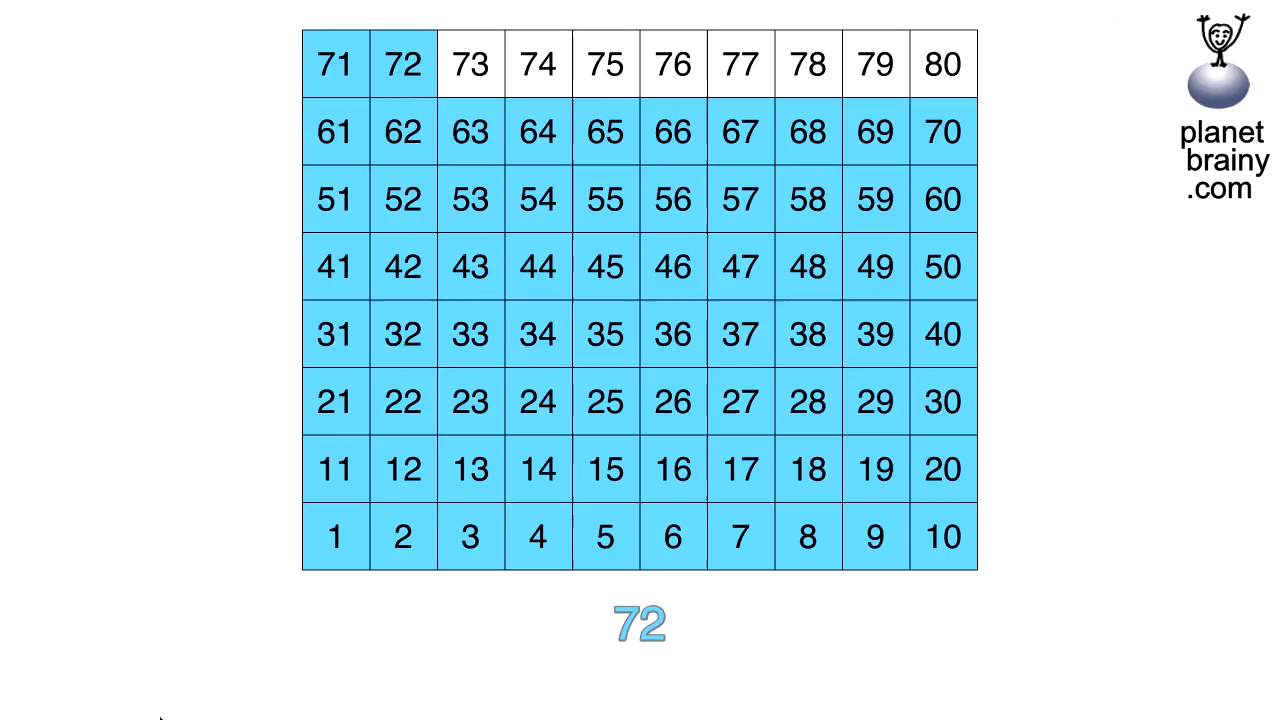 71 72 73 74 75 76 77 78 79 80
61 62 63 64 65 66 67 68 69 70
51 52 53 54 55 56 57 58 59 60
41 42 43 44 45 46 47 48 49 50
31 32 33 34 35 36 37 38 39 40
21 22 23 24 25 26 27 28 29 30
11 12 13 14 15 16 17 18 19 20
1 2 3 4 5 6 7 8 9 10
72
planet
brainy
.com